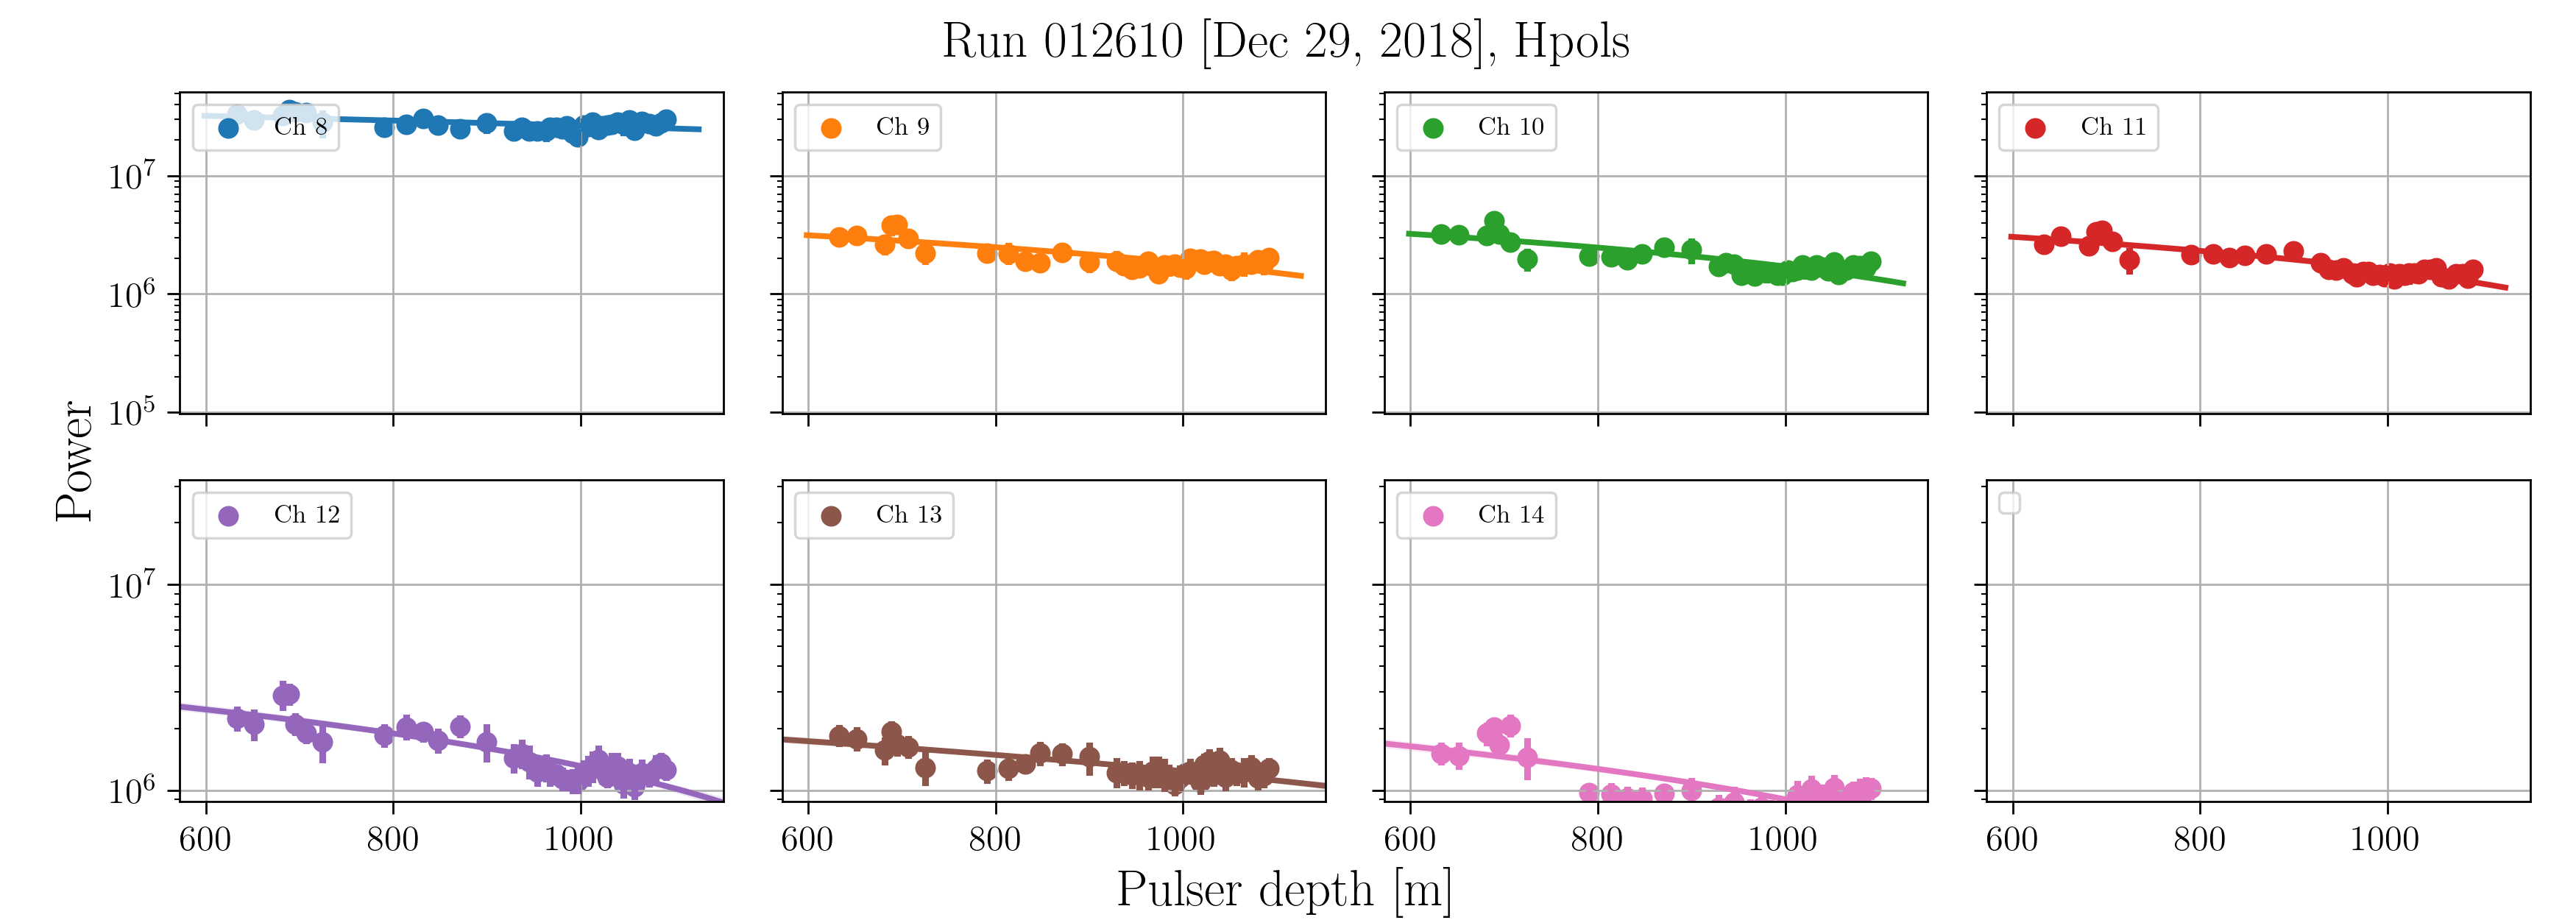 Run 012610 [Dec 29, 2018], Hpols
Power
10^7
10^6
10^5
Ch 8
Ch 9
Ch 10
Ch 11
10^7
10^6
Ch 12
Ch 13
Ch 14
600 800 1000
600 800 1000
600 800 1000
600 800 1000
Pulser depth [m]